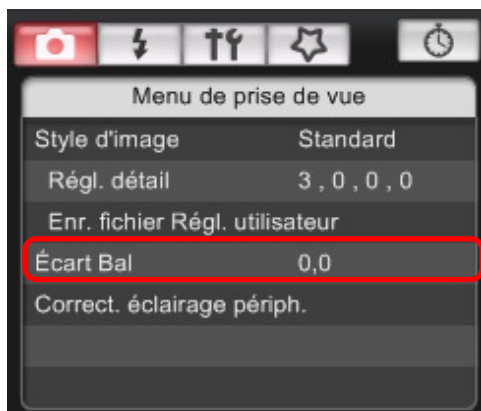 Menu de prise de vue
Style d'image Standard
Régl. détail 3 , 0 , 0 , 0
Enr. fichier Régl. utilisateur
Écart Bal 0,0
Correct. éclairage périph.